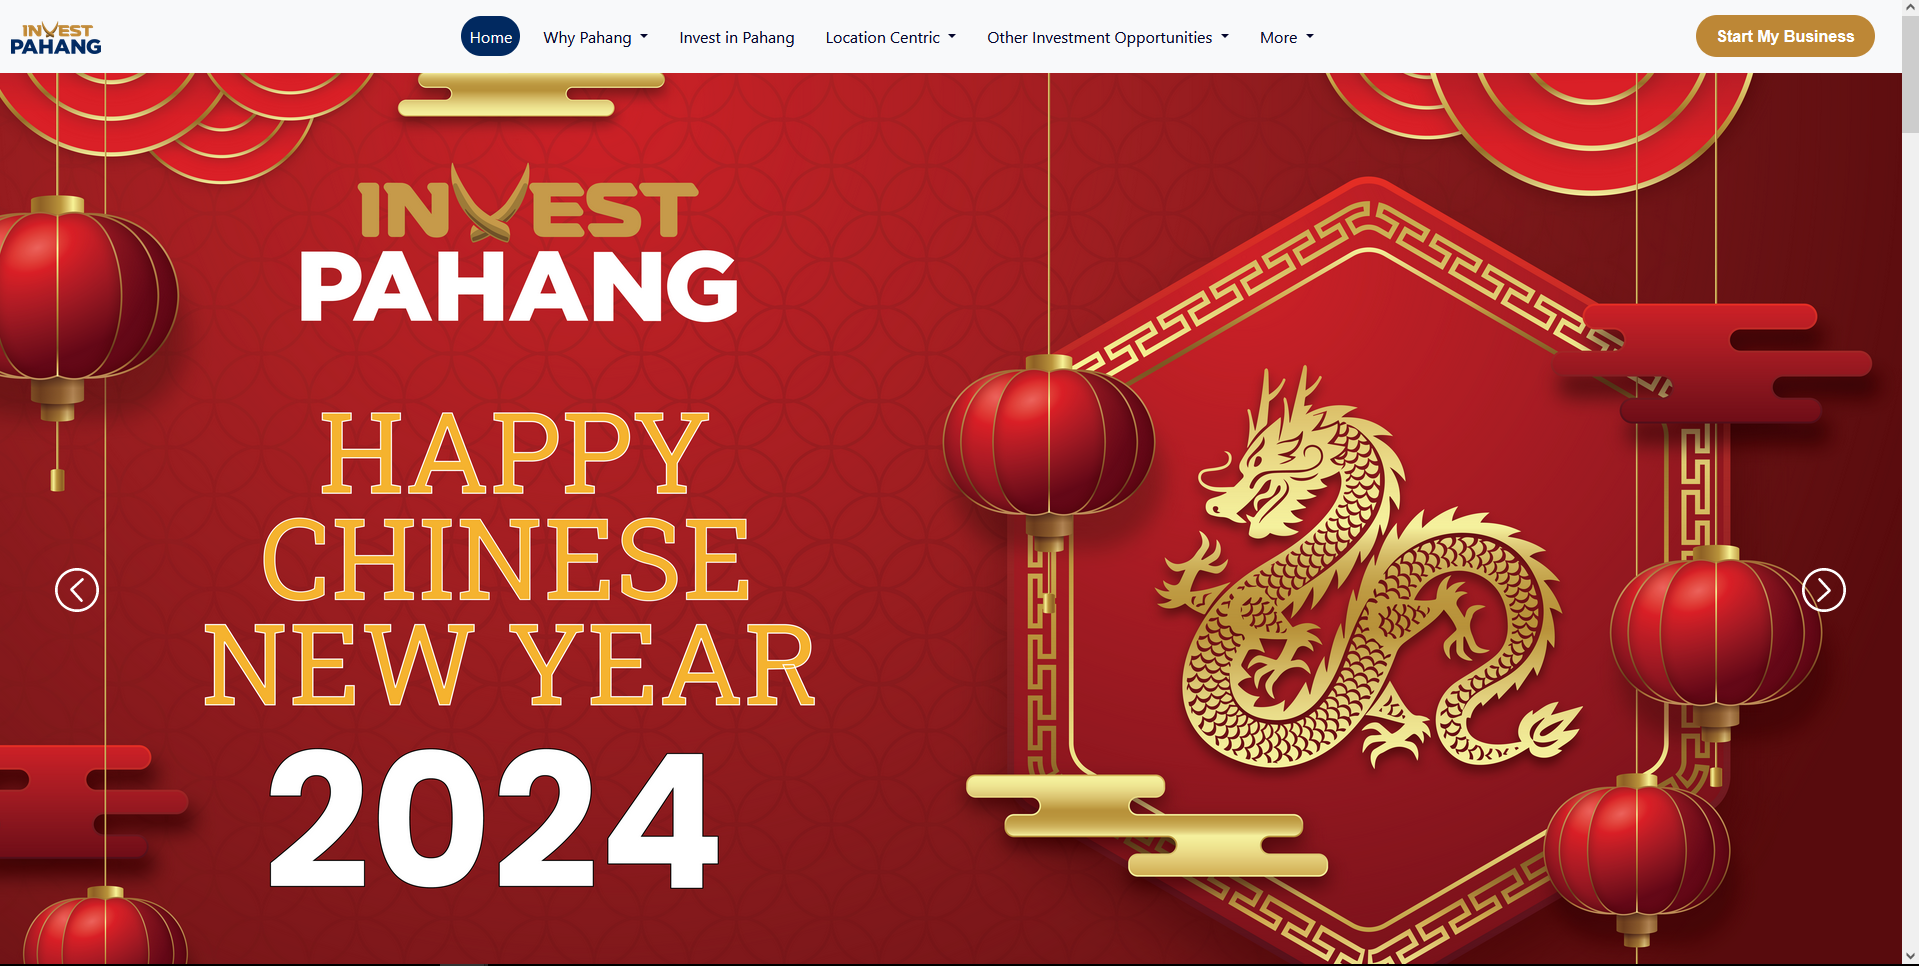 INVEST
PAHANG
Home
Why Pahang
Invest in Pahang
Location Centric
Other Investment Opportunities
More
Start My Business
INVEST
PAHANG
HAPPY
CHINESE
NEW YEAR
2024